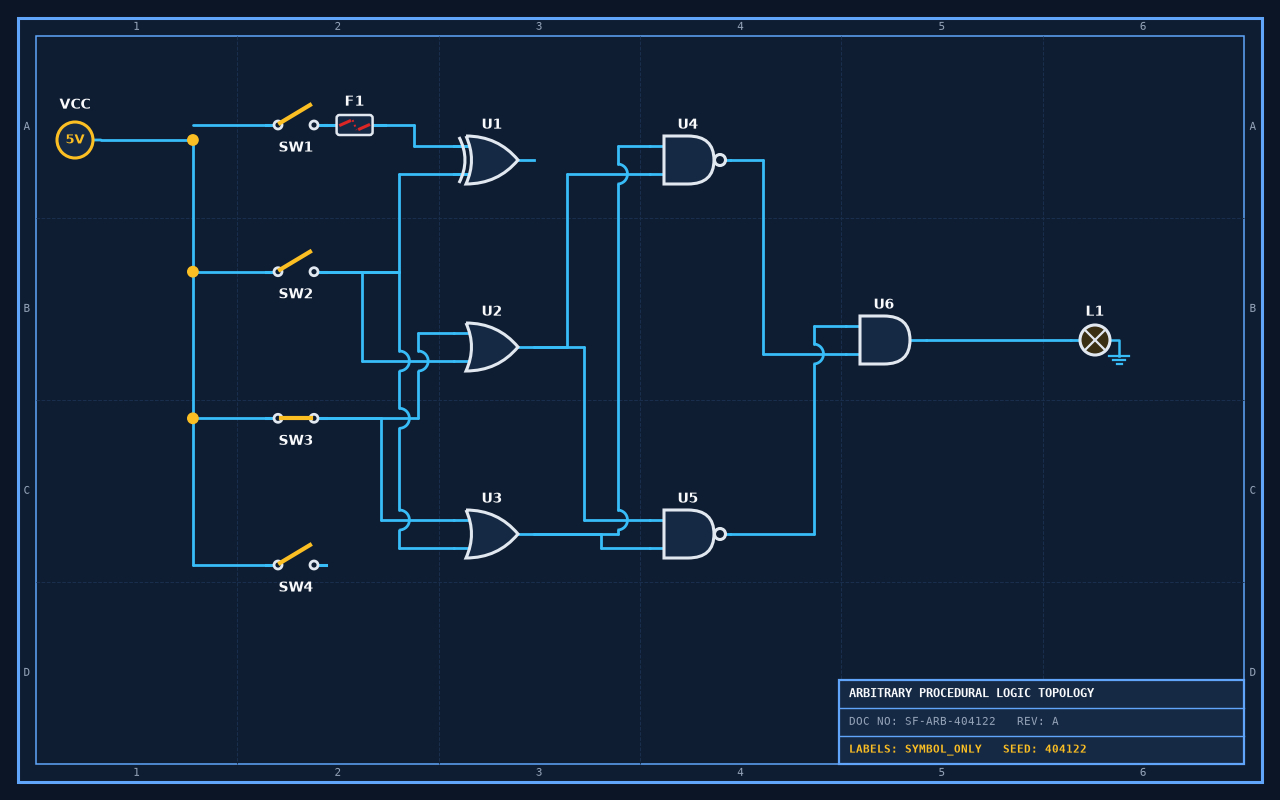 1 2 3 4 5 6
VCC
F1
5V
A
SW1
U1
U4
A
SW2
B
U2
U6
L1
B
SW3
C
U3
U5
C
SW4
D
D
ARBITRARY PROCEDURAL LOGIC TOPOLOGY
DOC NO: SF-ARB-404122 REV: A
LABELS: SYMBOL_ONLY SEED: 404122
1 2 3 4 5 6